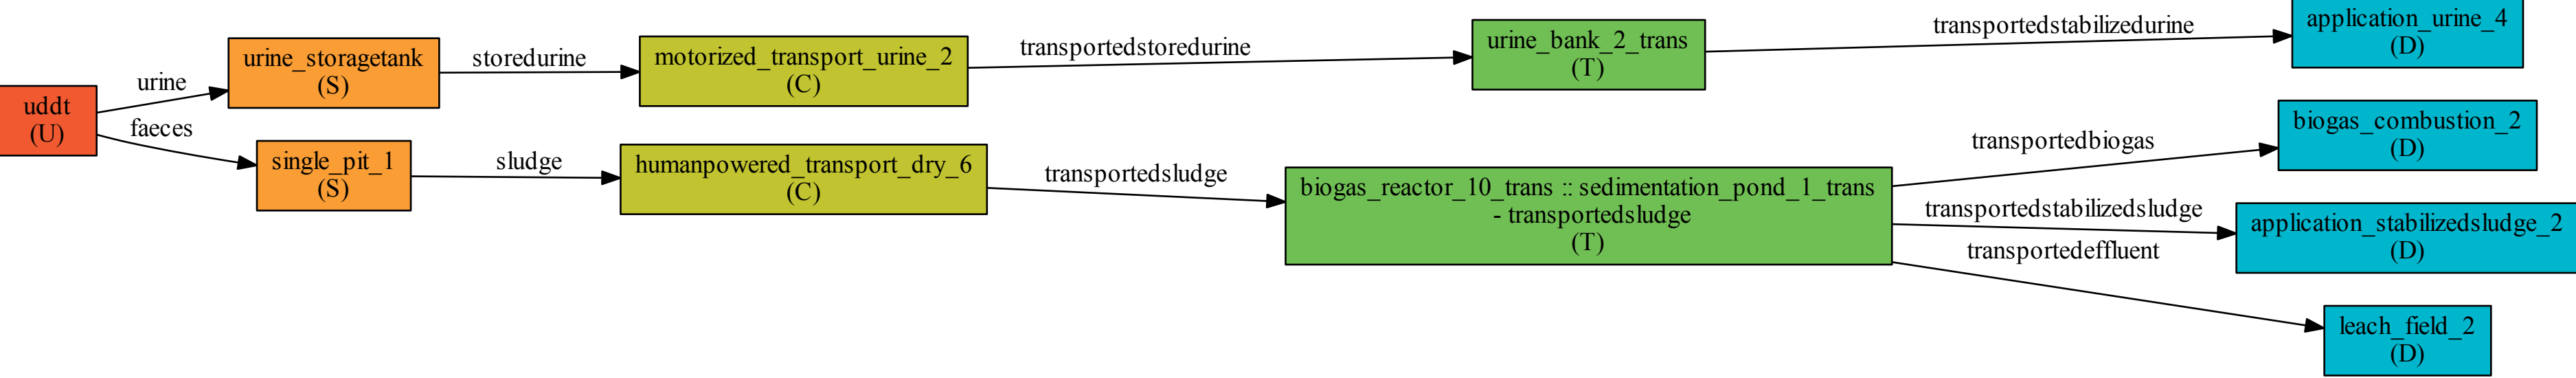 uddt
(U)
urine
faeces
urine_storagetank
(S)
single_pit_1
(S)
storedurine
sludge
motorized_transport_urine_2
(C)
humanpowered_transport_dry_6
(C)
transportedstoredurine
transportedsludge
urine_bank_2_trans
(T)
biogas_reactor_10_trans :: sedimentation_pond_1_trans
- transportedsludge
(T)
transportedstabilizedurine
transportedbiogas
transportedstabilizedsludge
transportedeffluent
application_urine_4
(D)
biogas_combustion_2
(D)
application_stabilizedsludge_2
(D)
leach_field_2
(D)